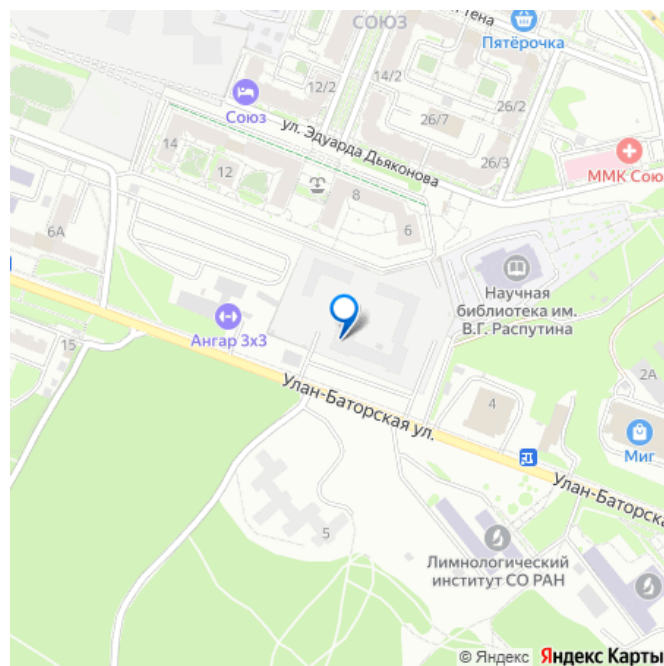 СОЮЗ
Пятёрочка
12/2
14/2
26/2
Союз
26/7
ул. Эдуарда Дьяконова
14
26/3
12
ММК Сою
8
6А
6
Научная
библиотека им.
В.Г. Распутина
Ангар 3х3
15
2А
Улан-Баторская ул.
4
Миг
Улан-Баторска
5
Лимнологический
институт СО РАН
© Яндекс Яндекс Карты